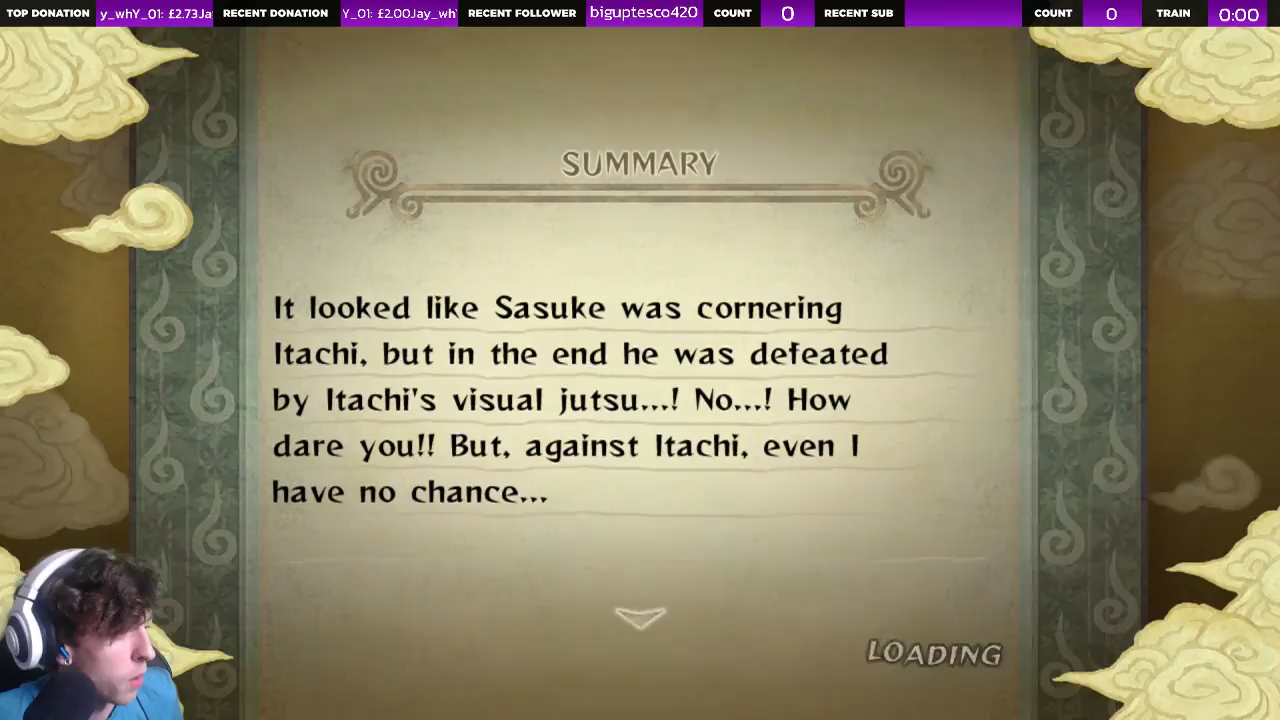 TOP DONATION y_whY_01: £2.73Ja RECENT DONATION Y_01: £2.00Jay_wh RECENT FOLLOWER biguptesco420 COUNT 0 RECENT SUB COUNT 0 TRAIN 0:00
SUMMARY
It looked like Sasuke was cornering
Itachi, but in the end he was defeated
by Itachi's visual jutsu...! No...! How
dare you!! But, against Itachi, even I
have no chance...
LOADING